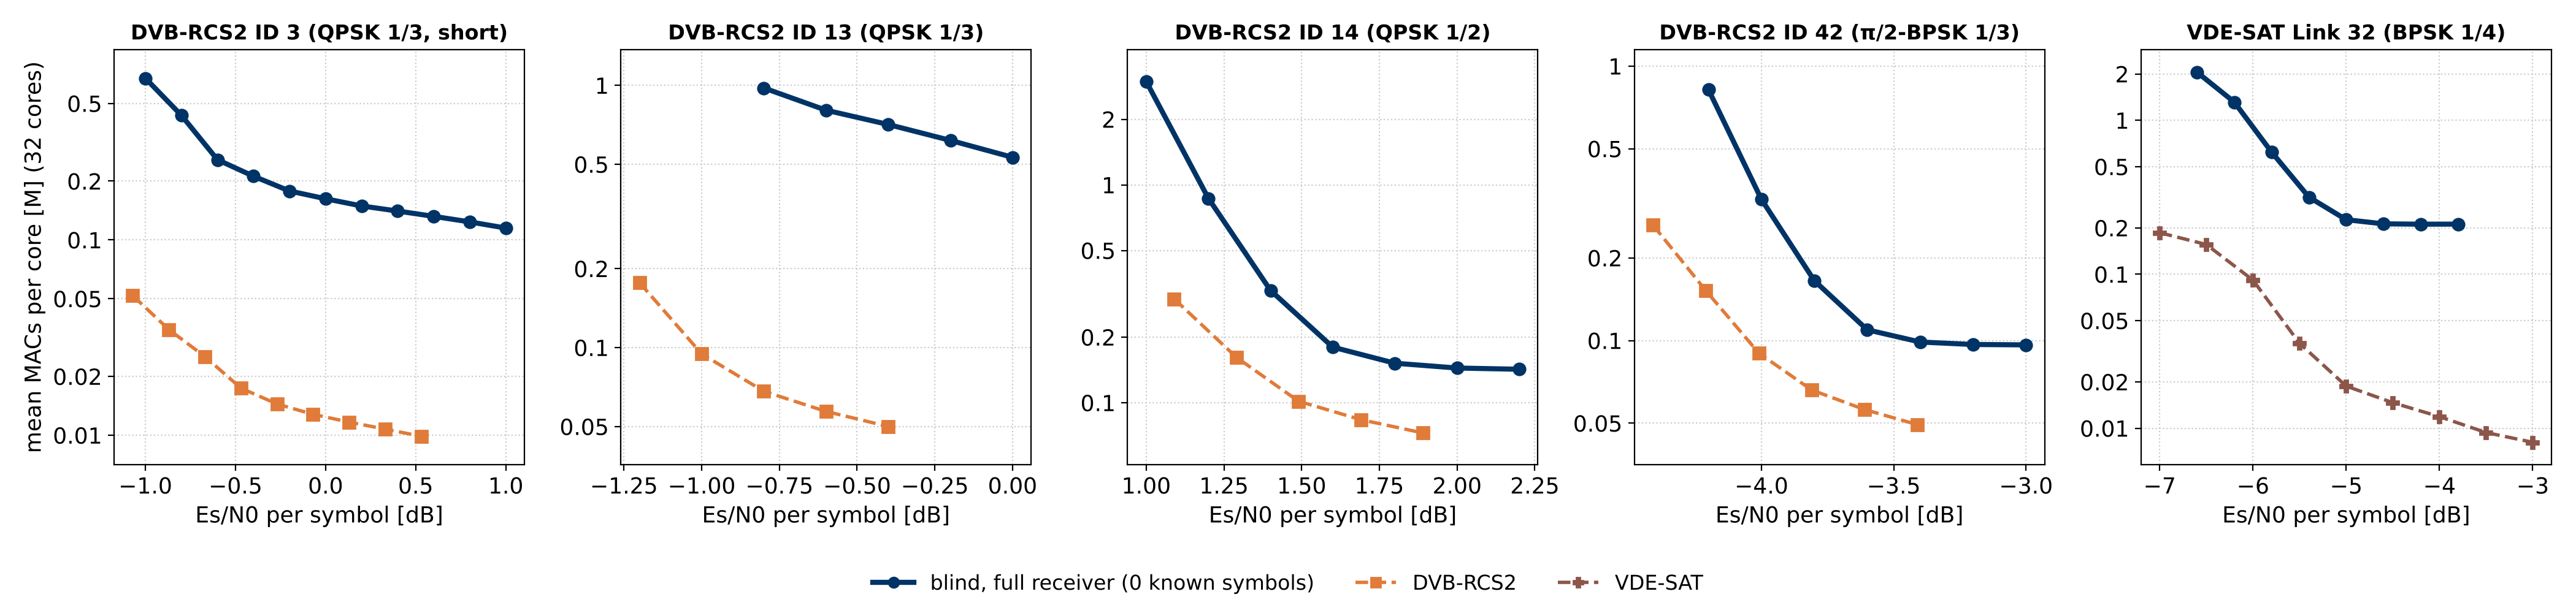 DVB-RCS2 ID 3 (QPSK 1/3, short)
DVB-RCS2 ID 13 (QPSK 1/3)
DVB-RCS2 ID 14 (QPSK 1/2)
DVB-RCS2 ID 42 (π/2-BPSK 1/3)
VDE-SAT Link 32 (BPSK 1/4)
mean MACs per core [M] (32 cores)
0.5
0.2
0.1
0.05
0.02
0.01
−1.0 −0.5 0.0 0.5 1.0
Es/N0 per symbol [dB]
1
0.5
0.2
0.1
0.05
−1.25 −1.00 −0.75 −0.50 −0.25 0.00
Es/N0 per symbol [dB]
2
1
0.5
0.2
0.1
1.00 1.25 1.50 1.75 2.00 2.25
Es/N0 per symbol [dB]
1
0.5
0.2
0.1
0.05
−4.0 −3.5 −3.0
Es/N0 per symbol [dB]
2
1
0.5
0.2
0.1
0.05
0.02
0.01
−7 −6 −5 −4 −3
Es/N0 per symbol [dB]
blind, full receiver (0 known symbols)
DVB-RCS2
VDE-SAT